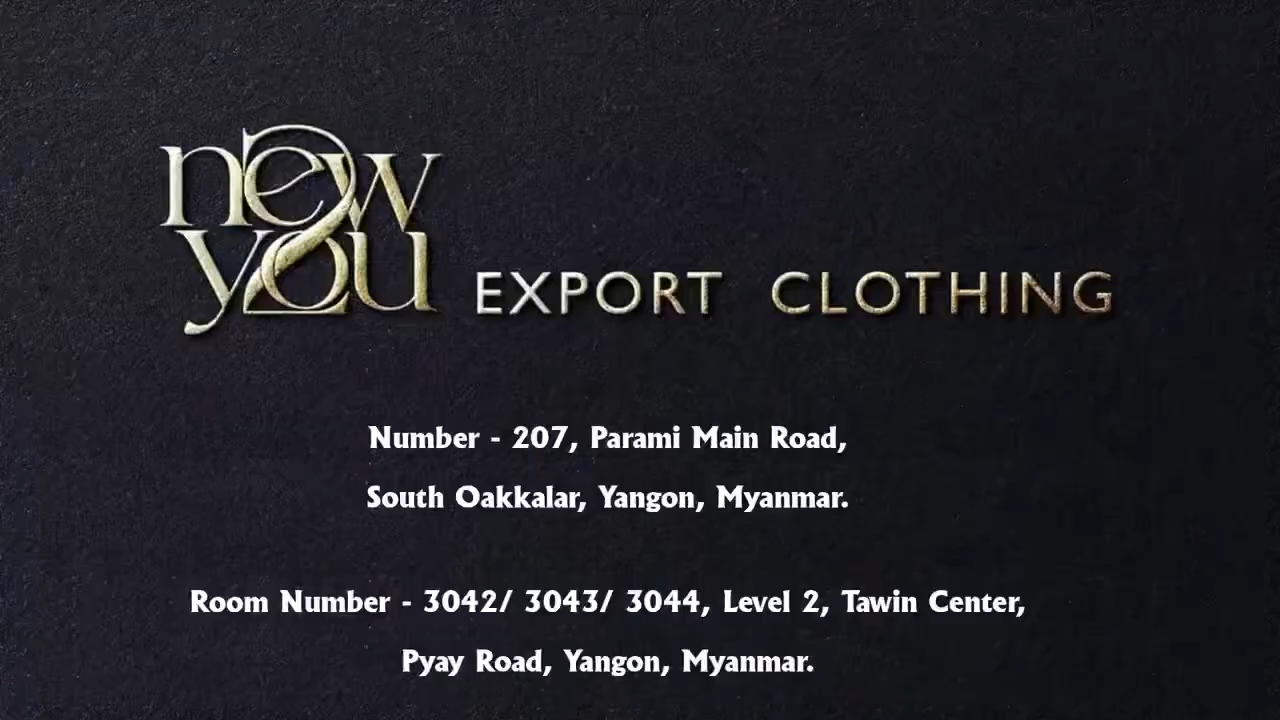 new
2
you EXPORT CLOTHING
Number - 207, Parami Main Road,
South Oakkalar, Yangon, Myanmar.
Room Number - 3042/ 3043/ 3044, Level 2, Tawin Center,
Pyay Road, Yangon, Myanmar.